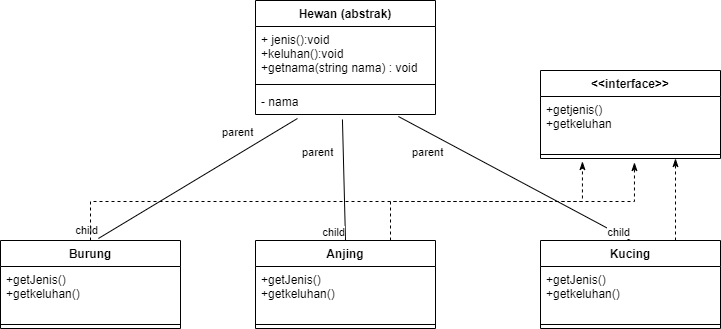 Hewan (abstrak)
+ jenis():void
+keluhan():void
+getnama(string nama) : void
- nama
<<interface>>
+getjenis()
+getkeluhan
parent
parent
parent
child
child
child
Burung
+getJenis()
+getkeluhan()
Anjing
+getJenis()
+getkeluhan()
Kucing
+getJenis()
+getkeluhan()